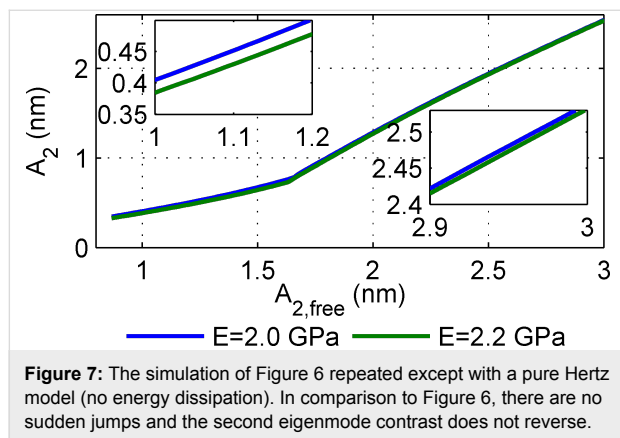 0.45
0.4
0.35
1 1.1 1.2
2.5
2.45
2.4
2.9 3
2
1
0
1 1.5 2 2.5 3
A2 (nm)
A2,free (nm)
E=2.0 GPa E=2.2 GPa
Figure 7: The simulation of Figure 6 repeated except with a pure Hertz
model (no energy dissipation). In comparison to Figure 6, there are no
sudden jumps and the second eigenmode contrast does not reverse.